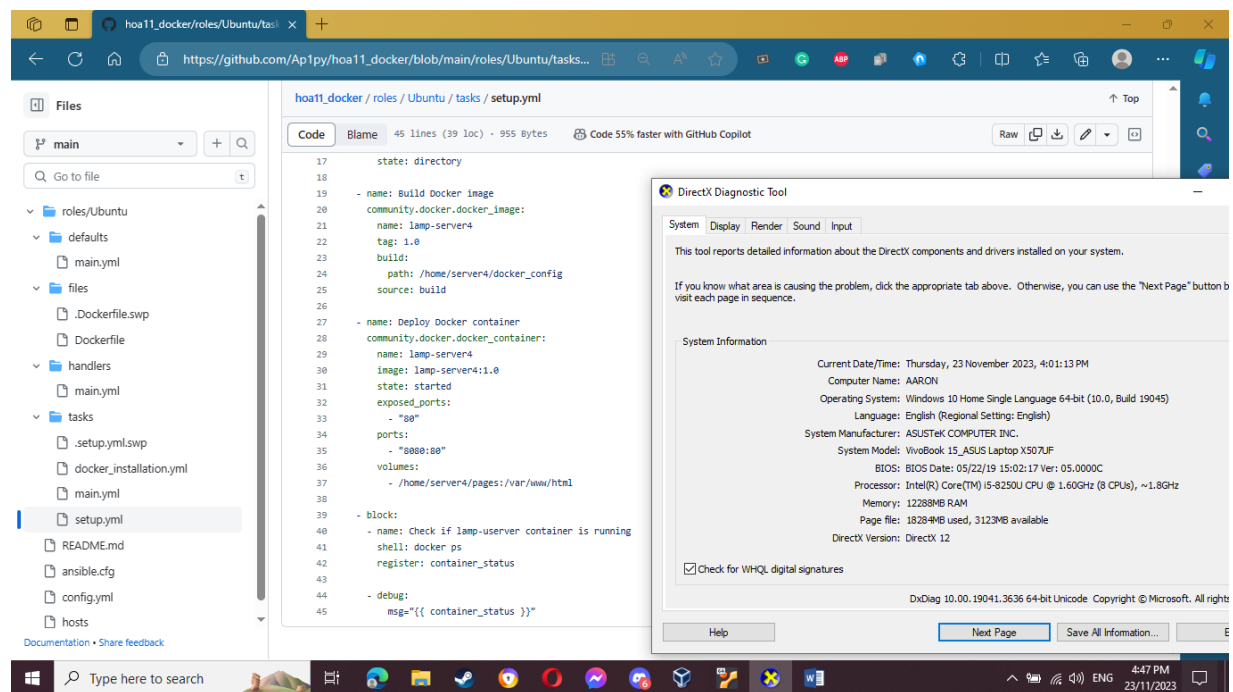 hoa11_docker/roles/Ubuntu/tasl
https://github.com/Ap1py/hoa11_docker/blob/main/roles/Ubuntu/tasks...
Files
main
Go to file
t
roles/Ubuntu
defaults
main.yml
files
.Dockerfile.swp
Dockerfile
handlers
main.yml
tasks
.setup.yml.swp
docker_installation.yml
main.yml
setup.yml
README.md
ansible.cfg
config.yml
hosts
Documentation • Share feedback
hoa11_docker / roles / Ubuntu / tasks / setup.yml
Top
Code Blame 45 lines (39 loc) · 955 Bytes Code 55% faster with GitHub Copilot Raw
17 state: directory
18
19 - name: Build Docker image
20 community.docker.docker_image:
21 name: lamp-server4
22 tag: 1.0
23 build:
24 path: /home/server4/docker_config
25 source: build
26
27 - name: Deploy Docker container
28 community.docker.docker_container:
29 name: lamp-server4
30 image: lamp-server4:1.0
31 state: started
32 exposed_ports:
33 - "80"
34 ports:
35 - "8080:80"
36 volumes:
37 - /home/server4/pages:/var/www/html
38
39 - block:
40 - name: Check if lamp-userver container is running
41 shell: docker ps
42 register: container_status
43
44 - debug:
45 msg="{{ container_status }}"
DirectX Diagnostic Tool
System Display Render Sound Input
This tool reports detailed information about the DirectX components and drivers installed on your system.
If you know what area is causing the problem, click the appropriate tab above. Otherwise, you can use the "Next Page" button b
visit each page in sequence.
System Information
Current Date/Time: Thursday, 23 November 2023, 4:01:13 PM
Computer Name: AARON
Operating System: Windows 10 Home Single Language 64-bit (10.0, Build 19045)
Language: English (Regional Setting: English)
System Manufacturer: ASUSTeK COMPUTER INC.
System Model: VivoBook 15_ASUS Laptop X507UF
BIOS: BIOS Date: 05/22/19 15:02:17 Ver: 05.0000C
Processor: Intel(R) Core(TM) i5-8250U CPU @ 1.60GHz (8 CPUs), ~1.8GHz
Memory: 12288MB RAM
Page file: 18284MB used, 3123MB available
DirectX Version: DirectX 12
Check for WHQL digital signatures
DxDiag 10.00.19041.3636 64-bit Unicode Copyright © Microsoft. All rights
Help Next Page Save All Information... E
Type here to search
ENG
4:47 PM
23/11/2023